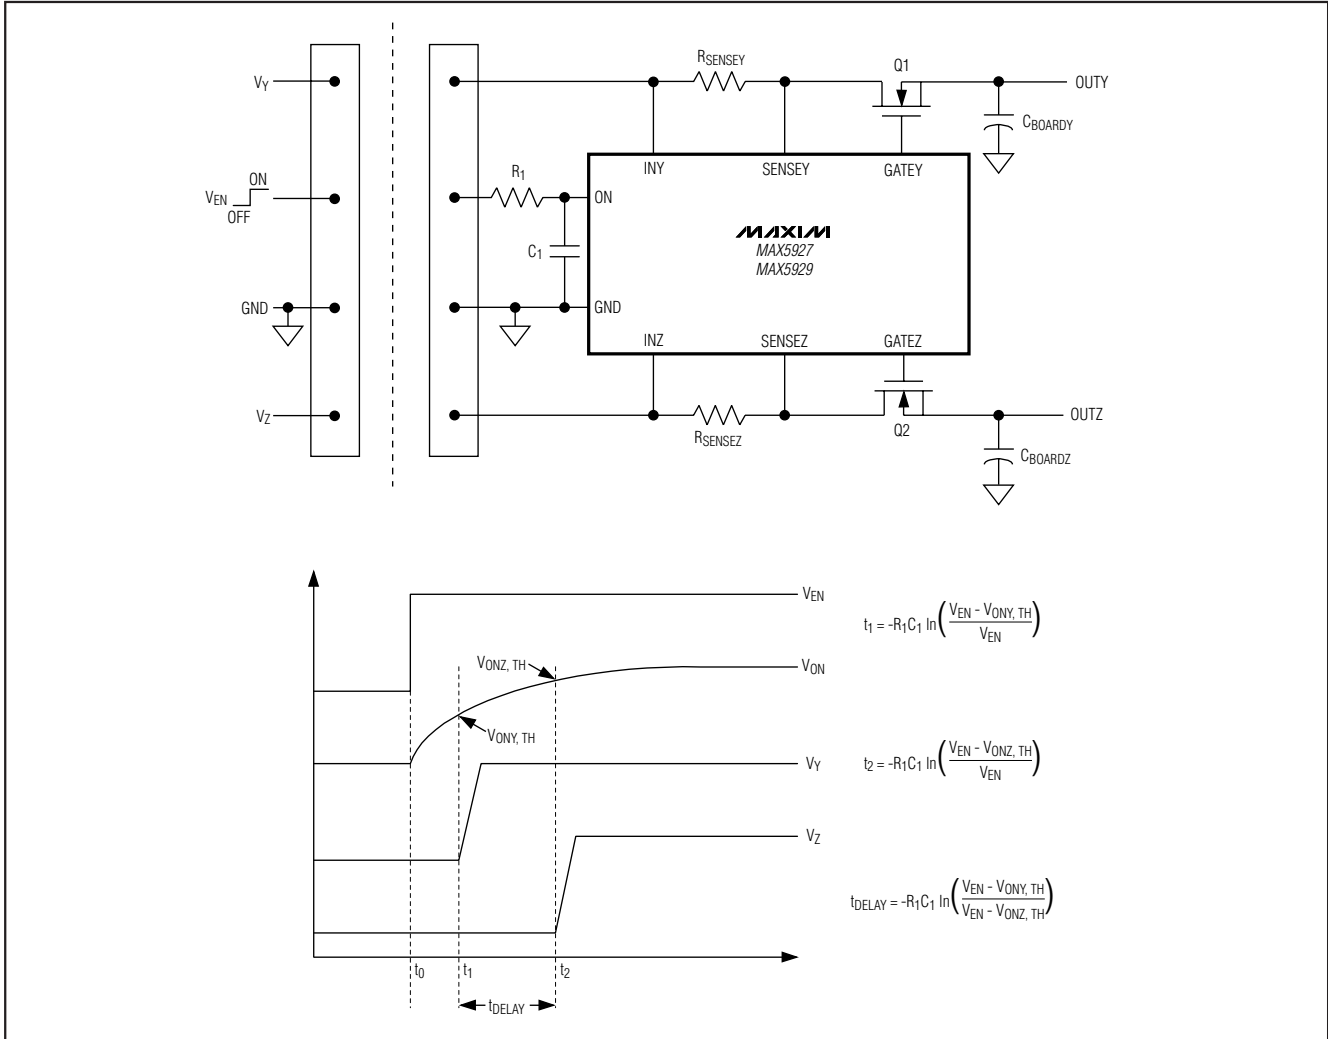 VY
RSENSEY
Q1
OUTY
CBOARDY
INY
SENSEY
GATEY
VEN
ON
OFF
R1
ON
C1
MAXIM
MAX5927
MAX5929
GND
GND
INZ
SENSEZ
GATEZ
VZ
RSENSEZ
Q2
OUTZ
CBOARDZ
VEN
t1 = -R1C1 ln(VEN - VONY, TH / VEN)
VONZ, TH
VON
VONY, TH
VY
t2 = -R1C1 ln(VEN - VONZ, TH / VEN)
VZ
tDELAY = -R1C1 ln(VEN - VONY, TH / VEN - VONZ, TH)
t0
t1
t2
tDELAY